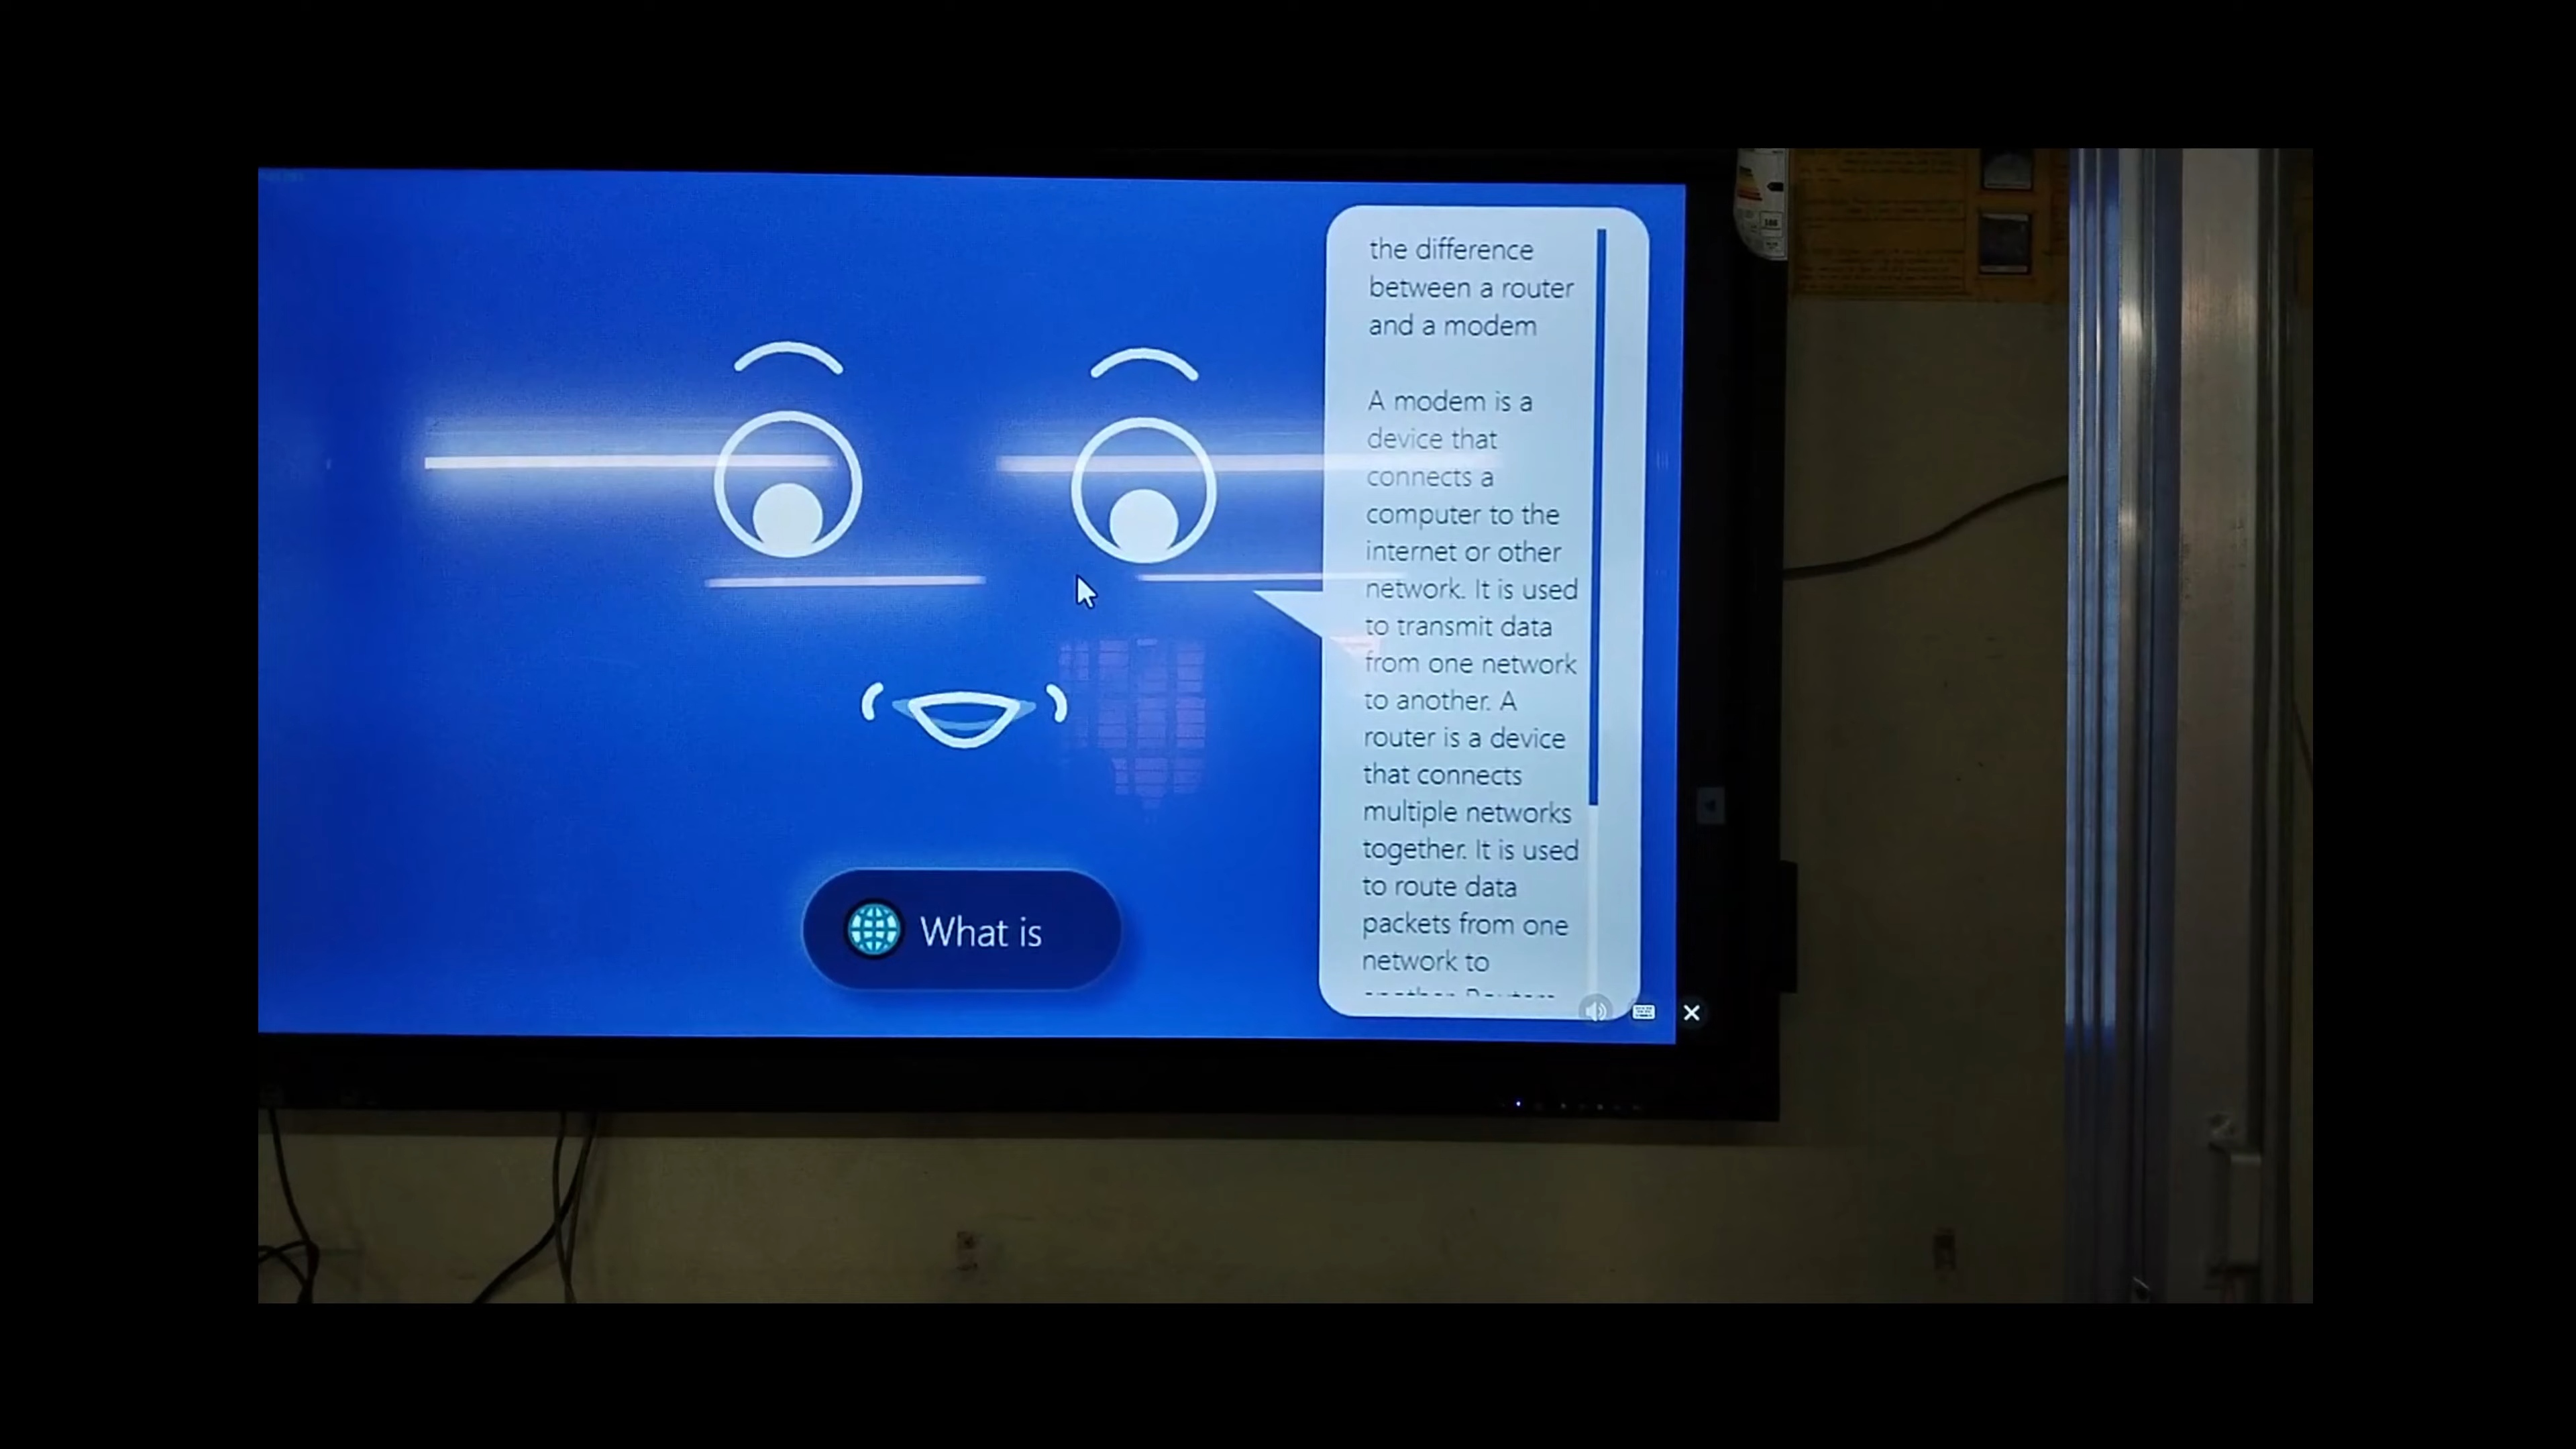 the difference
between a router
and a modem
A modem is a
device that
connects a
computer to the
internet or other
network. It is used
to transmit data
from one network
to another. A
router is a device
that connects
multiple networks
together. It is used
to route data
packets from one
network to
What is